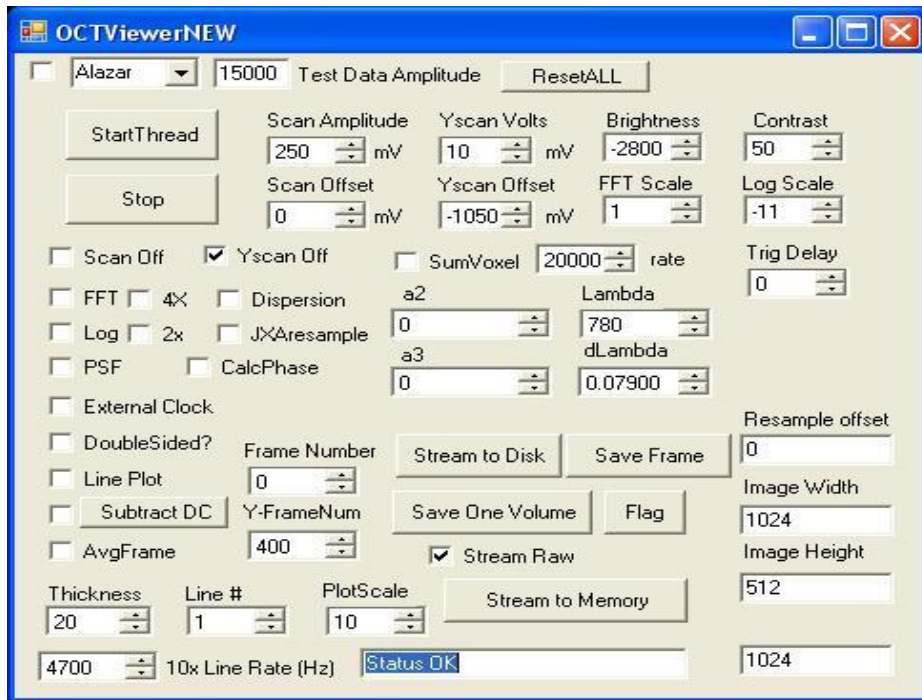 OCTViewerNEW
Alazar 15000 Test Data Amplitude ResetALL
StartThread
Scan Amplitude Yscan Volts Brightness Contrast
250 mV 10 mV -2800 50
Stop
Scan Offset Yscan Offset FFT Scale Log Scale
0 mV -1050 mV 1 -11
Scan Off Yscan Off SumVoxel 20000 rate Trig Delay
0
FFT 4X Dispersion a2 Lambda
0 780
Log 2x JXAresample
a3 dLambda
PSF CalcPhase 0 0.07900
External Clock
Resample offset
DoubleSided? Frame Number Stream to Disk Save Frame 0
Line Plot 0 Image Width
Subtract DC Y-FrameNum Save One Volume Flag 1024
AvgFrame 400 Stream Raw Image Height
512
Thickness Line # PlotScale Stream to Memory
20 1 10
4700 10x Line Rate (Hz) Status OK 1024